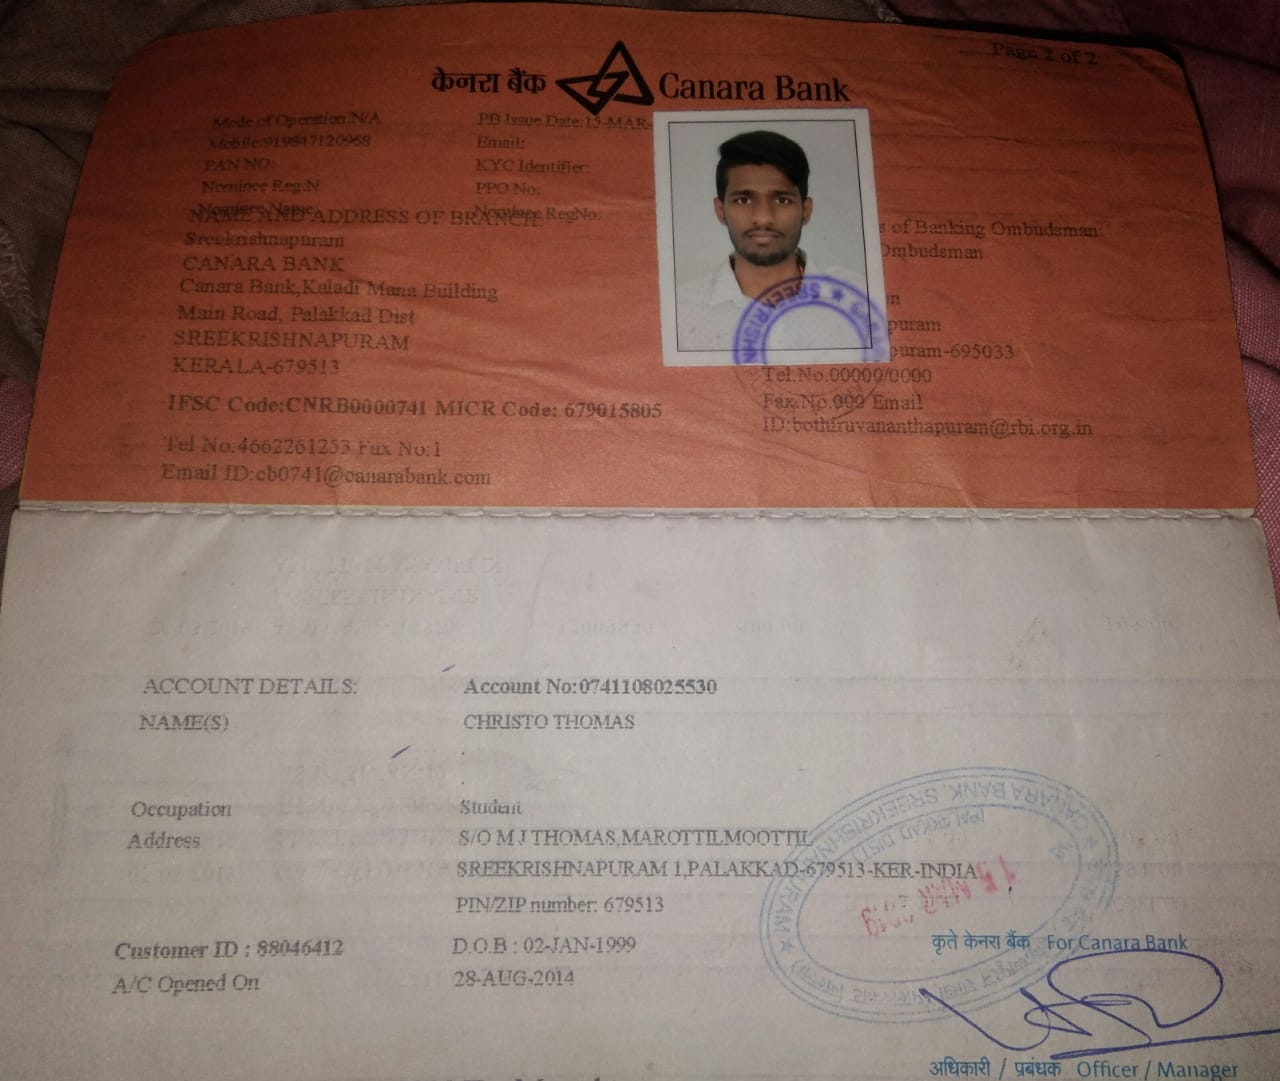 Page 1 of 2
केनरा बैंक Canara Bank
Mode of Operation:N/A PB Issue Date:15-MAR-
Mobile:919847120968 Email:
PAN NO: KYC Identifier:
Nominee Reg:N PPO No:
Nominee Name: Nominee RegNo:
NAME AND ADDRESS OF BRANCH:
Sreekrishnapuram
CANARA BANK
Canara Bank,Kaladi Mana Building
Main Road, Palakkad Dist
SREEKRISHNAPURAM
KERALA-679513
IFSC Code:CNRB0000741 MICR Code: 679015805
Tel No:4662261253 Fax No:1
Email ID:cb0741@canarabank.com
of Banking Ombudsman:
Ombudsman
puram
puram-695033
Tel.No.00000/0000
Fax.No.000 Email
ID:bothiruvananthapuram@rbi.org.in
ACCOUNT DETAILS: Account No:0741108025530
NAME(S) CHRISTO THOMAS
Occupation Student
Address S/O M J THOMAS,MAROTTILMOOTTIL
SREEKRISHNAPURAM 1,PALAKKAD-679513-KER-INDIA
PIN/ZIP number: 679513
Customer ID : 88046412 D.O.B : 02-JAN-1999
A/C Opened On 28-AUG-2014
CANARA BANK, SREEKRISHNAPURAM
(PALAKKAD DIST)
15 MAR 2019
कृते केनरा बैंक For Canara Bank
अधिकारी / प्रबंधक Officer / Manager